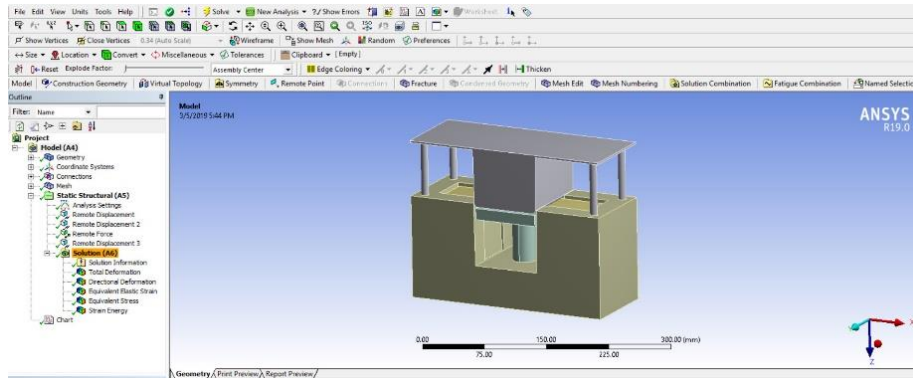 File Edit View Units Tools Help Solve New Analysis ?/ Show Errors Worksheet
Show Vertices Close Vertices 0.34 (Auto Scale) Wireframe Show Mesh Random Preferences
Size Location Convert Miscellaneous Tolerances Clipboard [Empty]
Reset Explode Factor: Assembly Center Edge Coloring Thicken
Model Construction Geometry Virtual Topology Symmetry Remote Point Connections Fracture Condensed Geometry Mesh Edit Mesh Numbering Solution Combination Fatigue Combination Named Selectio
Outline
Filter: Name
Project
Model (A4)
Geometry
Coordinate Systems
Connections
Mesh
Static Structural (A5)
Analysis Settings
Remote Displacement
Remote Displacement 2
Remote Force
Remote Displacement 3
Solution (A6)
Solution Information
Total Deformation
Directional Deformation
Equivalent Elastic Strain
Equivalent Stress
Strain Energy
Chart
Model
3/5/2019 5:44 PM
ANSYS
R19.0
0.00 150.00 300.00 (mm)
75.00 225.00
X
Z
Geometry Print Preview Report Preview